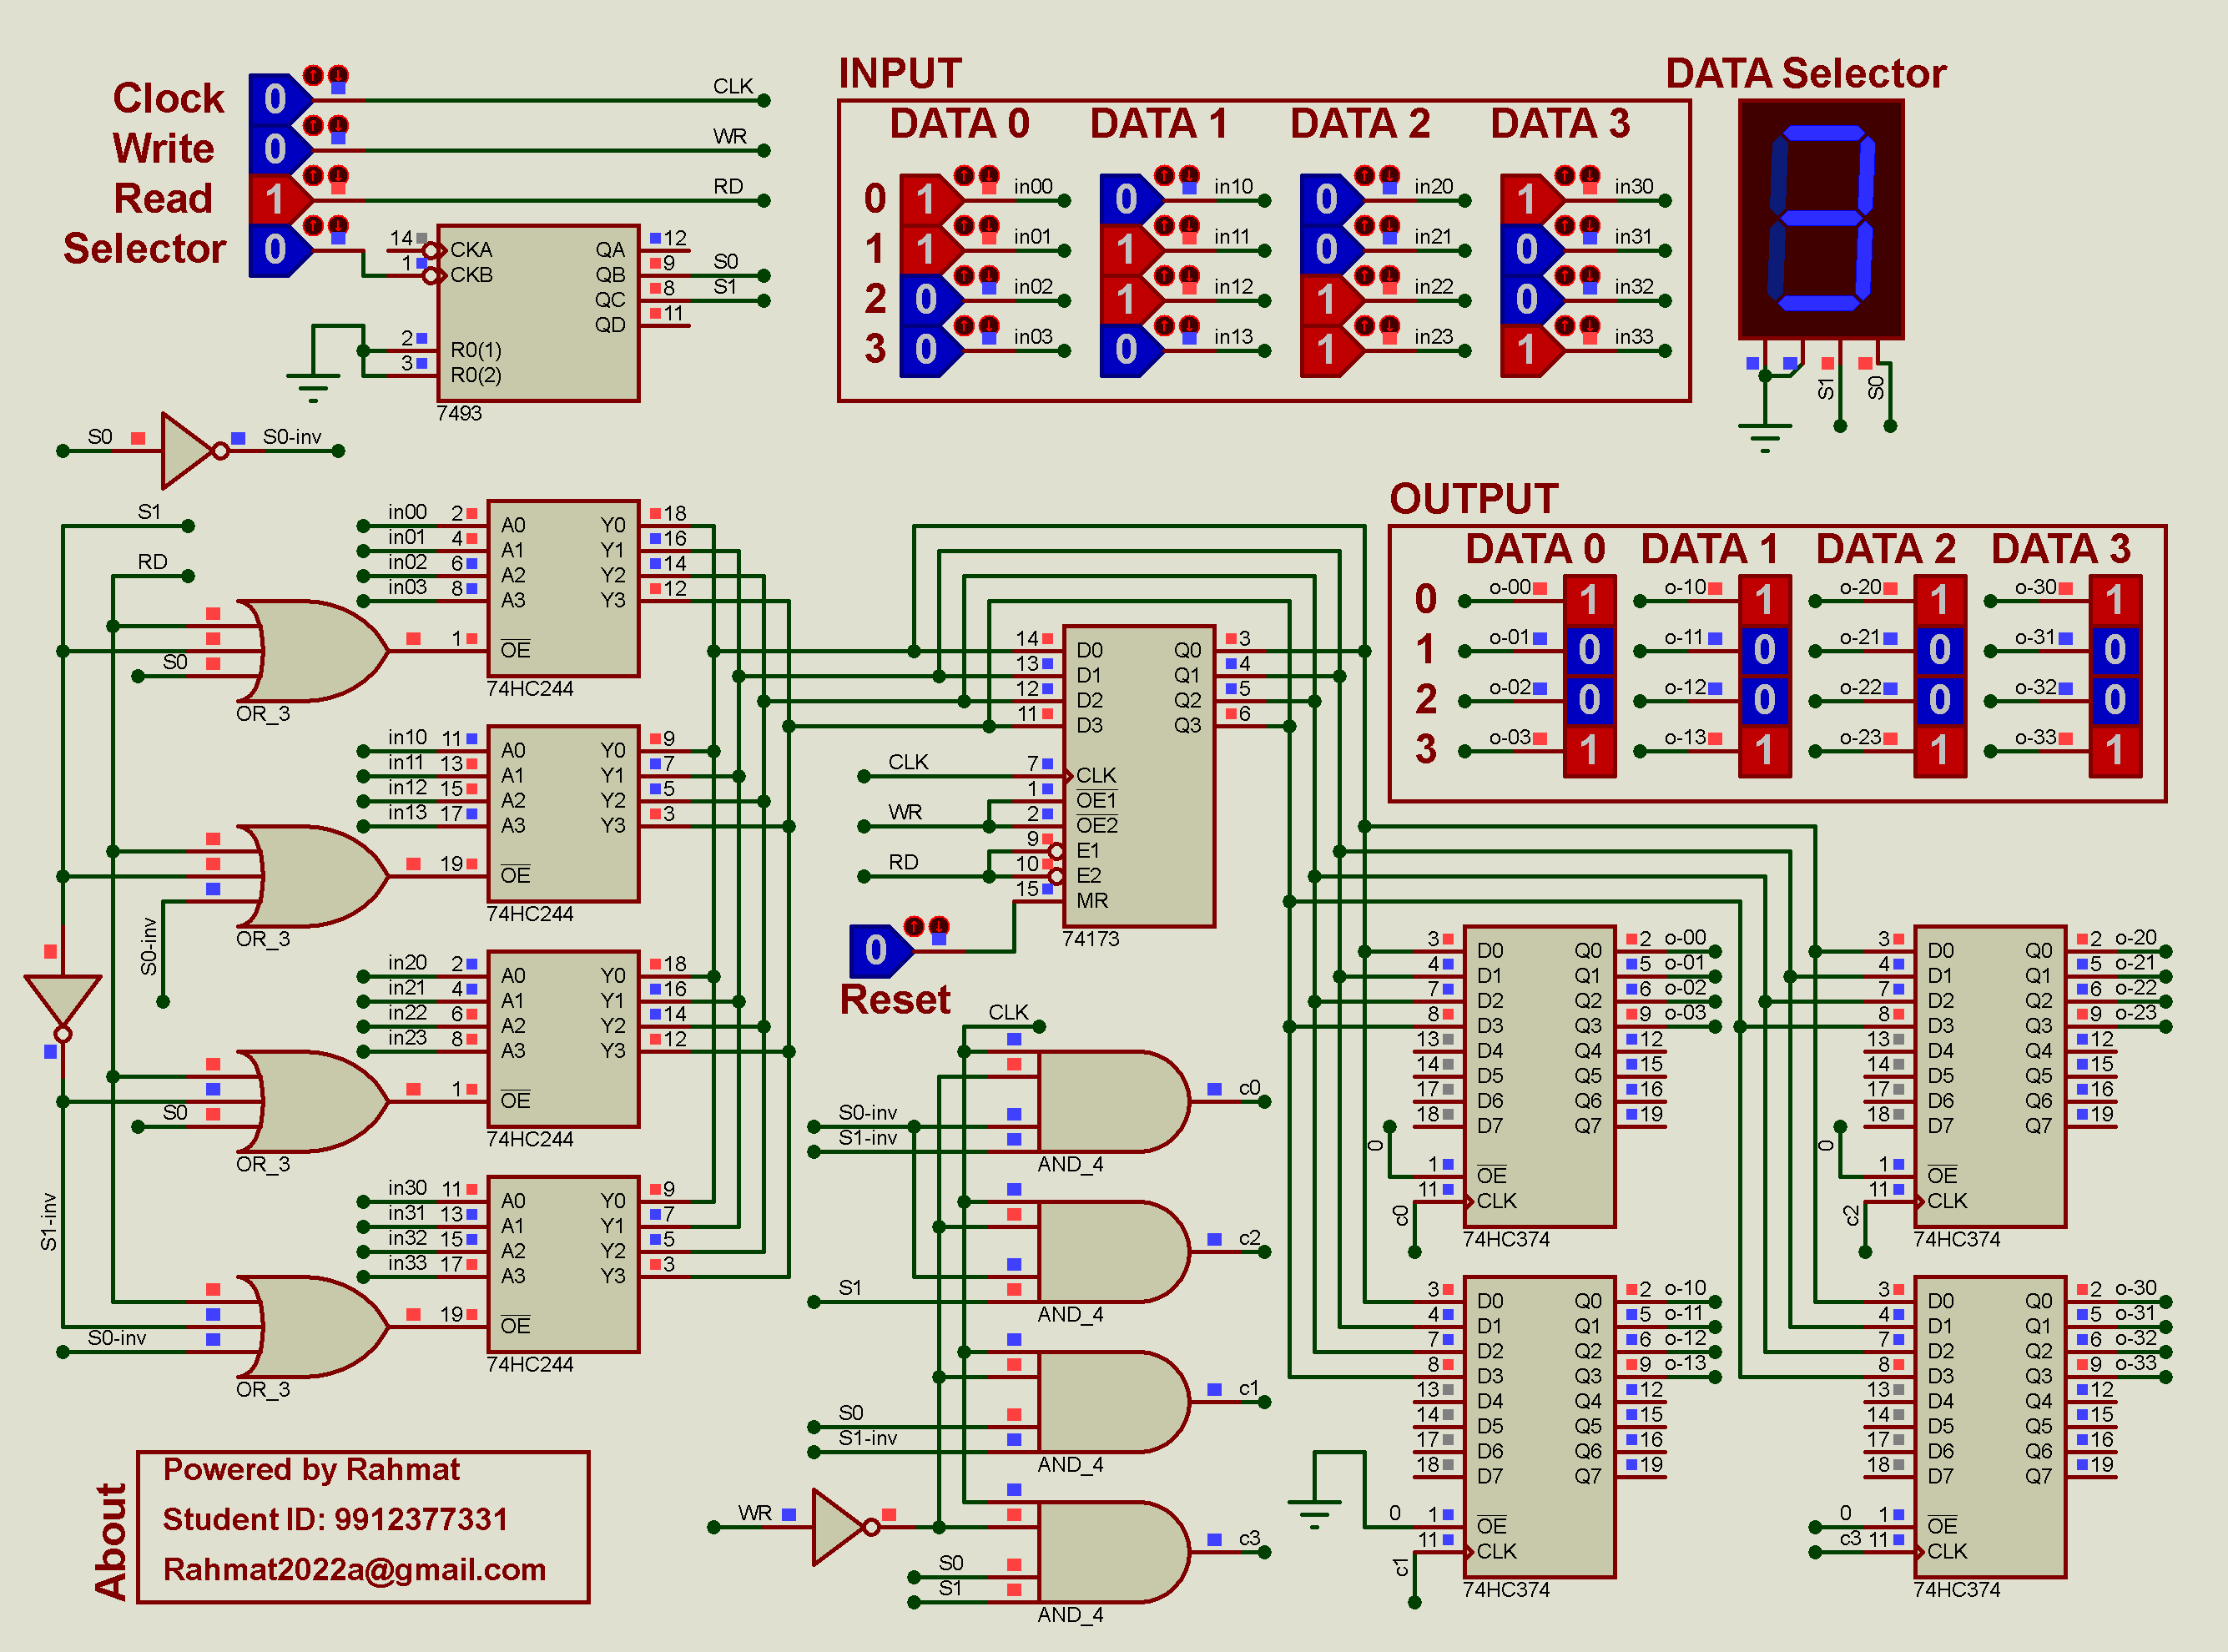 Clock 0 CLK
Write 0 WR
Read 1 RD
Selector 0
14 CKA QA 12
1 CKB QB 9 S0
QC 8 S1
QD 11
2 R0(1)
3 R0(2)
7493
INPUT
DATA 0 DATA 1 DATA 2 DATA 3
0 1 in00 0 in10 0 in20 1 in30
1 1 in01 1 in11 0 in21 0 in31
2 0 in02 1 in12 1 in22 0 in32
3 0 in03 0 in13 1 in23 1 in33
DATA Selector
3
S1 S0
S0 S0-inv
S1
RD
S0
OR_3
in00 2 A0 Y0 18
in01 4 A1 Y1 16
in02 6 A2 Y2 14
in03 8 A3 Y3 12
1 OE
74HC244
S0-inv
OR_3
in10 11 A0 Y0 9
in11 13 A1 Y1 7
in12 15 A2 Y2 5
in13 17 A3 Y3 3
19 OE
74HC244
S0
OR_3
in20 2 A0 Y0 18
in21 4 A1 Y1 16
in22 6 A2 Y2 14
in23 8 A3 Y3 12
1 OE
74HC244
S1-inv
S0-inv
OR_3
in30 11 A0 Y0 9
in31 13 A1 Y1 7
in32 15 A2 Y2 5
in33 17 A3 Y3 3
19 OE
74HC244
14 D0 Q0 3
13 D1 Q1 4
12 D2 Q2 5
11 D3 Q3 6
CLK 7 CLK
1 OE1
WR 2 OE2
9 E1
RD 10 E2
15 MR
74173
0
Reset
OUTPUT
DATA 0 DATA 1 DATA 2 DATA 3
0 o-00 1 o-10 1 o-20 1 o-30 1
1 o-01 0 o-11 0 o-21 0 o-31 0
2 o-02 0 o-12 0 o-22 0 o-32 0
3 o-03 1 o-13 1 o-23 1 o-33 1
CLK
S0-inv
S1-inv
c0
AND_4
S1
c2
AND_4
S0
S1-inv
c1
AND_4
WR
S0
S1
c3
AND_4
3 D0 Q0 2 o-00
4 D1 Q1 5 o-01
7 D2 Q2 6 o-02
8 D3 Q3 9 o-03
13 D4 Q4 12
14 D5 Q5 15
17 D6 Q6 16
18 D7 Q7 19
0 1 OE
c0 11 CLK
74HC374
3 D0 Q0 2 o-20
4 D1 Q1 5 o-21
7 D2 Q2 6 o-22
8 D3 Q3 9 o-23
13 D4 Q4 12
14 D5 Q5 15
17 D6 Q6 16
18 D7 Q7 19
0 1 OE
c2 11 CLK
74HC374
3 D0 Q0 2 o-10
4 D1 Q1 5 o-11
7 D2 Q2 6 o-12
8 D3 Q3 9 o-13
13 D4 Q4 12
14 D5 Q5 15
17 D6 Q6 16
18 D7 Q7 19
0 1 OE
c1 11 CLK
74HC374
3 D0 Q0 2 o-30
4 D1 Q1 5 o-31
7 D2 Q2 6 o-32
8 D3 Q3 9 o-33
13 D4 Q4 12
14 D5 Q5 15
17 D6 Q6 16
18 D7 Q7 19
0 1 OE
c3 11 CLK
74HC374
About
Powered by Rahmat
Student ID: 9912377331
Rahmat2022a@gmail.com